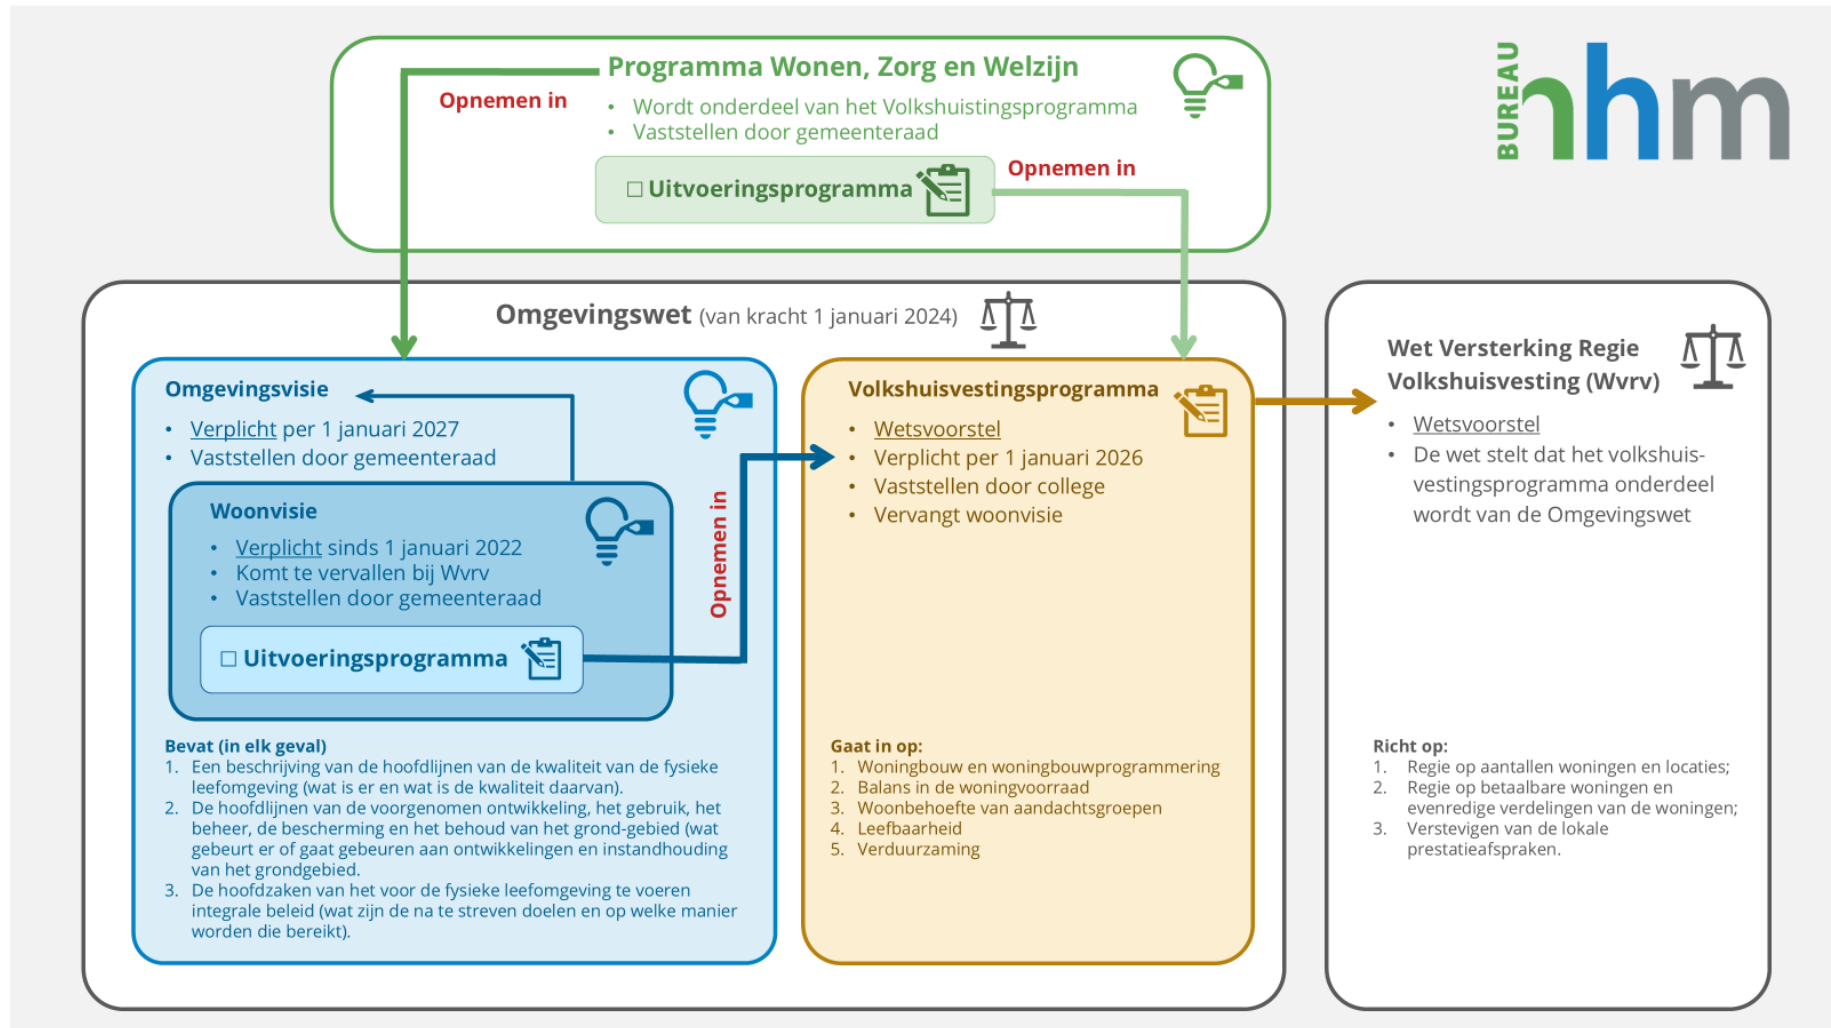 Programma Wonen, Zorg en Welzijn
Opnemen in
• Wordt onderdeel van het Volkshuistingsprogramma
• Vaststellen door gemeenteraad
□ Uitvoeringsprogramma
Opnemen in
BUREAU nhm
Omgevingswet (van kracht 1 januari 2024)
Omgevingsvisie
• Verplicht per 1 januari 2027
• Vaststellen door gemeenteraad
Woonvisie
• Verplicht sinds 1 januari 2022
• Komt te vervallen bij Wvrv
• Vaststellen door gemeenteraad
□ Uitvoeringsprogramma
Opnemen in
Bevat (in elk geval)
1. Een beschrijving van de hoofdlijnen van de kwaliteit van de fysieke
leefomgeving (wat is er en wat is de kwaliteit daarvan).
2. De hoofdlijnen van de voorgenomen ontwikkeling, het gebruik, het
beheer, de bescherming en het behoud van het grond-gebied (wat
gebeurt er of gaat gebeuren aan ontwikkelingen en instandhouding
van het grondgebied.
3. De hoofdzaken van het voor de fysieke leefomgeving te voeren
integrale beleid (wat zijn de na te streven doelen en op welke manier
worden die bereikt).
Volkshuisvestingsprogramma
• Wetsvoorstel
• Verplicht per 1 januari 2026
• Vaststellen door college
• Vervangt woonvisie
Gaat in op:
1. Woningbouw en woningbouwprogrammering
2. Balans in de woningvoorraad
3. Woonbehoefte van aandachtsgroepen
4. Leefbaarheid
5. Verduurzaming
Wet Versterking Regie
Volkshuisvesting (Wvrv)
• Wetsvoorstel
• De wet stelt dat het volkshuis-
vestingsprogramma onderdeel
wordt van de Omgevingswet
Richt op:
1. Regie op aantallen woningen en locaties;
2. Regie op betaalbare woningen en
evenredige verdelingen van de woningen;
3. Verstevigen van de lokale
prestatieafspraken.